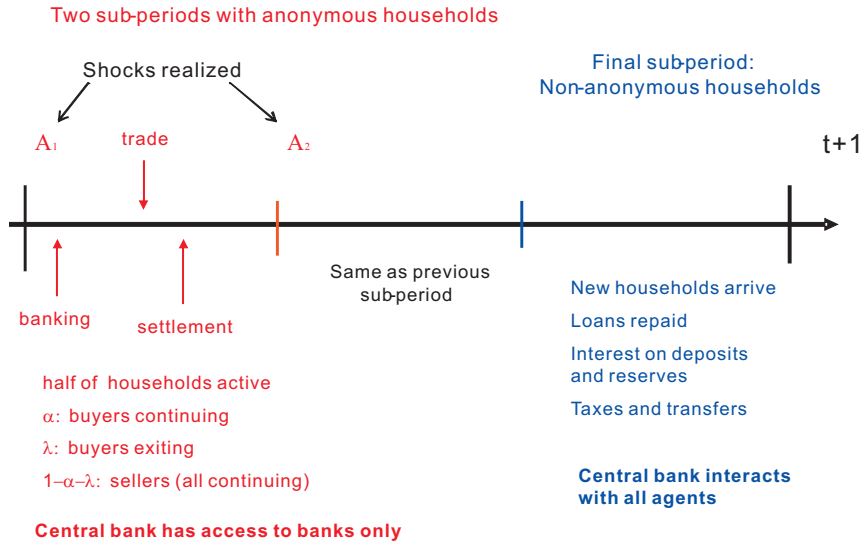 Two sub-periods with anonymous households
Shocks realized
Final sub-period:
Non-anonymous households
A₁
trade
A₂
t+1
banking
settlement
Same as previous
sub-period
New households arrive
Loans repaid
Interest on deposits
and reserves
Taxes and transfers
half of households active
α: buyers continuing
λ: buyers exiting
1–α–λ: sellers (all continuing)
Central bank interacts
with all agents
Central bank has access to banks only